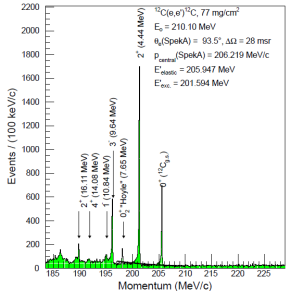 ¹²C(e,e')¹²C, 77 mg/cm²
E₀ = 210.10 MeV
θₑ(SpekA) = 93.5°, ΔΩ = 28 msr
p_central(SpekA) = 206.219 MeV/c
E'_elastic = 205.947 MeV
E'_exc. = 201.594 MeV
2⁺ (4.44 MeV)
3⁻ (9.64 MeV)
0⁺ (¹²C_g.s.)
2⁺ (16.11 MeV)
4⁺ (14.08 MeV)
1⁻ (10.84 MeV)
0⁺₂ "Hoyle" (7.65 MeV)
Events / (100 keV/c)
2200
2000
1800
1600
1400
1200
1000
800
600
400
200
0
185 190 195 200 205 210 215 220 225
Momentum (MeV/c)